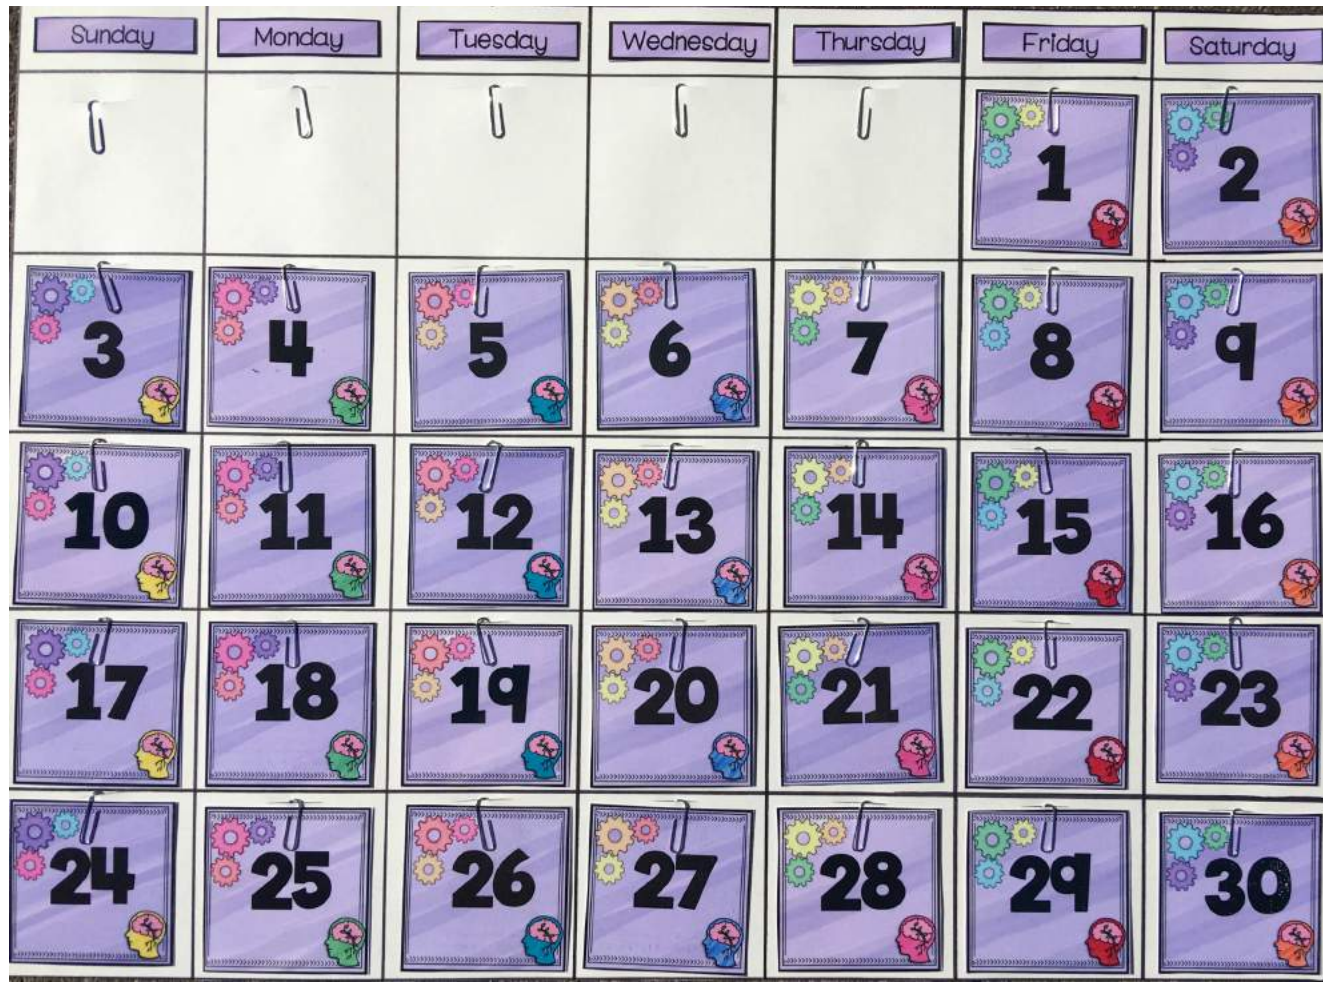 Sunday Monday Tuesday Wednesday Thursday Friday Saturday
1 2
3 4 5 6 7 8 9
10 11 12 13 14 15 16
17 18 19 20 21 22 23
24 25 26 27 28 29 30